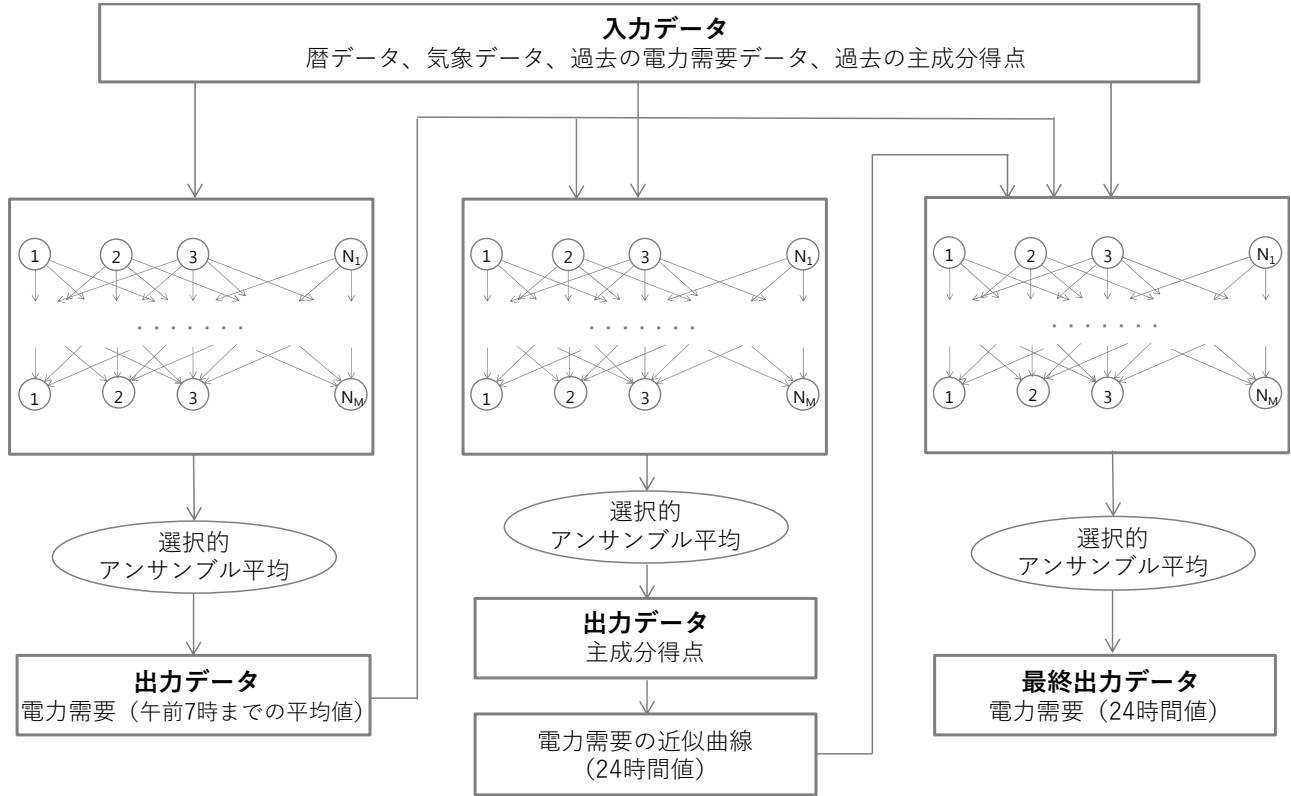 入力データ
暦データ、気象データ、過去の電力需要データ、過去の主成分得点
1 2 3 N₁
· · · · · · ·
1 2 3 N_M
選択的
アンサンブル平均
出力データ
電力需要（午前7時までの平均値）
1 2 3 N₁
· · · · · · ·
1 2 3 N_M
選択的
アンサンブル平均
出力データ
主成分得点
電力需要の近似曲線
（24時間値）
1 2 3 N₁
· · · · · · ·
1 2 3 N_M
選択的
アンサンブル平均
最終出力データ
電力需要（24時間値）